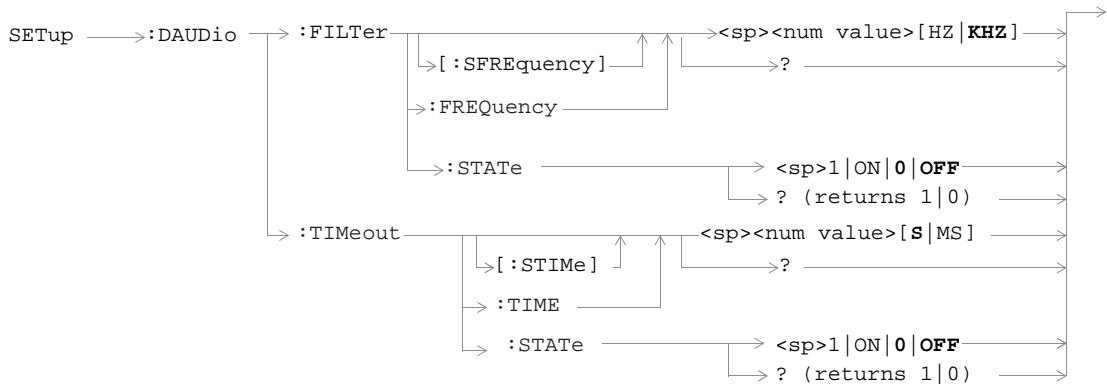 SETup :DAUDio :FILTer <sp><num value>[HZ|KHZ]
[:SFREquency] ?
:FREQuency
:STATe <sp>1|ON|0|OFF
? (returns 1|0)
:TIMeout <sp><num value>[S|MS]
[:STIMe] ?
:TIME
:STATe <sp>1|ON|0|OFF
? (returns 1|0)